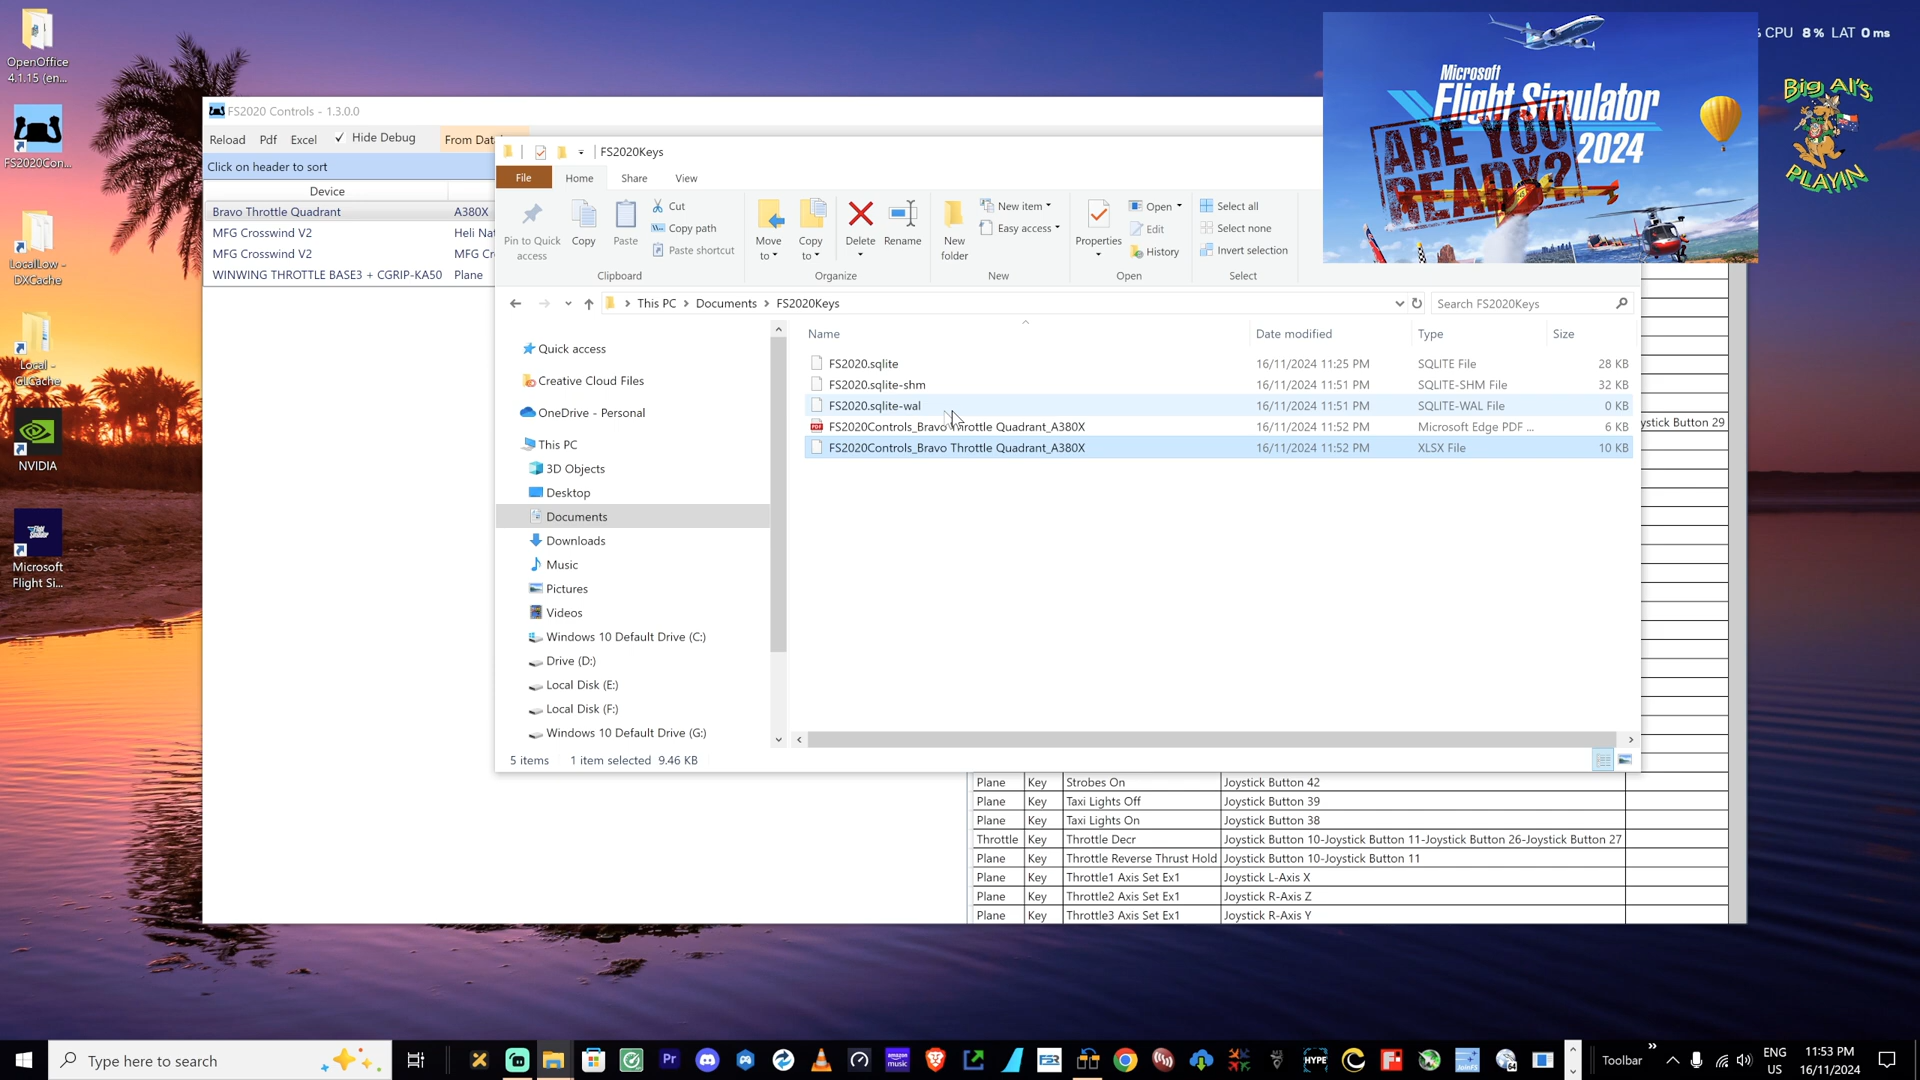 OpenOffice
4.1.15 (en...
FS2020Con...
LocalLow -
DXCache
Local -
GLCache
NVIDIA
Microsoft
Flight Si...
FS2020 Controls - 1.3.0.0
Reload Pdf Excel ✓ Hide Debug From Dat
Click on header to sort
Device
Bravo Throttle Quadrant A380X
MFG Crosswind V2 Heli Nat
MFG Crosswind V2 MFG Cr
WINWING THROTTLE BASE3 + CGRIP-KA50 Plane
FS2020Keys
File Home Share View
Pin to Quick
access
Copy
Paste
Cut
Copy path
Paste shortcut
Clipboard
Move
to
Copy
to
Delete
Rename
Organize
New
folder
New item
Easy access
New
Properties
Open
Edit
History
Open
Select all
Select none
Invert selection
Select
This PC > Documents > FS2020Keys
Search FS2020Keys
Quick access
Creative Cloud Files
OneDrive - Personal
This PC
3D Objects
Desktop
Documents
Downloads
Music
Pictures
Videos
Windows 10 Default Drive (C:)
Drive (D:)
Local Disk (E:)
Local Disk (F:)
Windows 10 Default Drive (G:)
Name Date modified Type Size
FS2020.sqlite 16/11/2024 11:25 PM SQLITE File 28 KB
FS2020.sqlite-shm 16/11/2024 11:51 PM SQLITE-SHM File 32 KB
FS2020.sqlite-wal 16/11/2024 11:51 PM SQLITE-WAL File 0 KB
FS2020Controls_Bravo Throttle Quadrant_A380X 16/11/2024 11:52 PM Microsoft Edge PDF ... 6 KB
FS2020Controls_Bravo Throttle Quadrant_A380X 16/11/2024 11:52 PM XLSX File 10 KB
5 items 1 item selected 9.46 KB
ystick Button 29
Plane Key Strobes On Joystick Button 42
Plane Key Taxi Lights Off Joystick Button 39
Plane Key Taxi Lights On Joystick Button 38
Throttle Key Throttle Decr Joystick Button 10-Joystick Button 11-Joystick Button 26-Joystick Button 27
Plane Key Throttle Reverse Thrust Hold Joystick Button 10-Joystick Button 11
Plane Key Throttle1 Axis Set Ex1 Joystick L-Axis X
Plane Key Throttle2 Axis Set Ex1 Joystick R-Axis Z
Plane Key Throttle3 Axis Set Ex1 Joystick R-Axis Y
Microsoft
Flight Simulator
2024
ARE YOU
READY?
% CPU 8 % LAT 0 ms
Big Al's
PLAYIN
Type here to search
Pr
amazon
music
FSR
HYPE
64
Toolbar
ENG
US
11:53 PM
16/11/2024